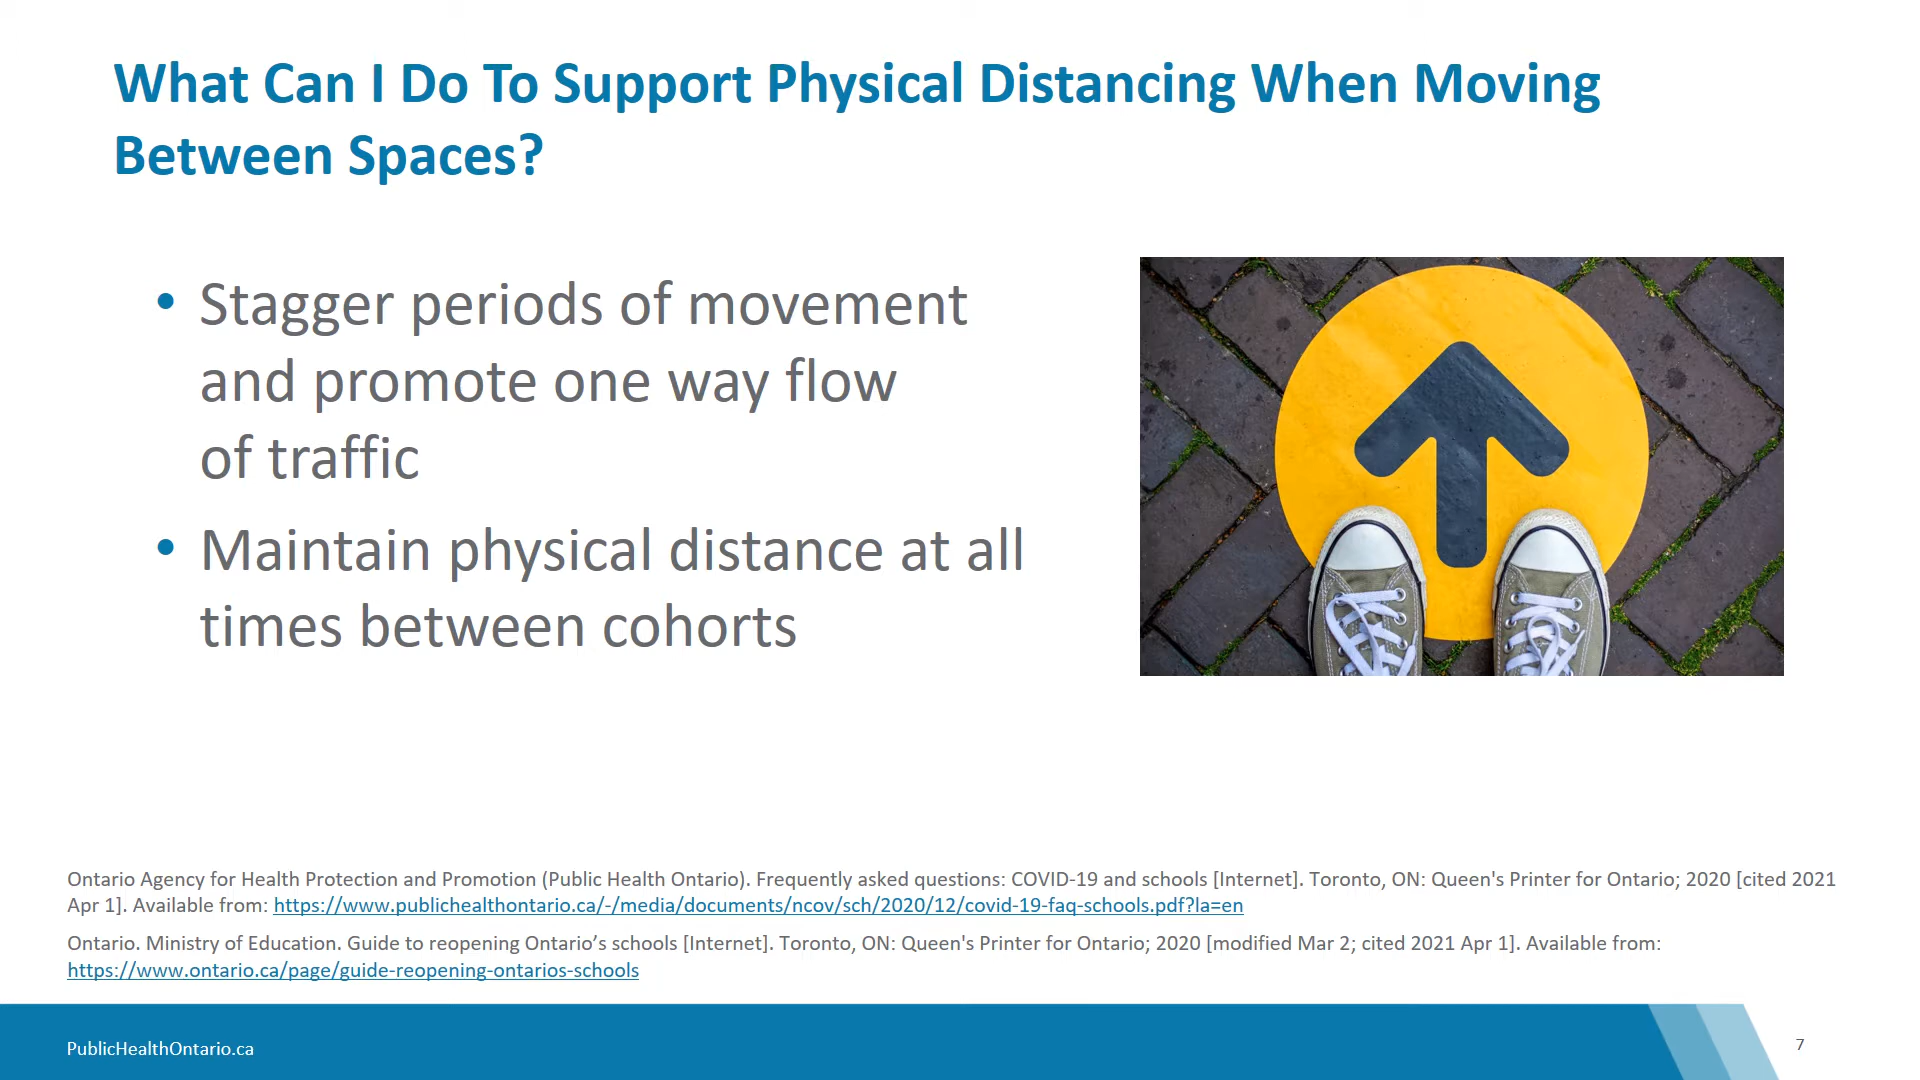 What Can I Do To Support Physical Distancing When Moving
Between Spaces?
• Stagger periods of movement
and promote one way flow
of traffic
• Maintain physical distance at all
times between cohorts
Ontario Agency for Health Protection and Promotion (Public Health Ontario). Frequently asked questions: COVID-19 and schools [Internet]. Toronto, ON: Queen's Printer for Ontario; 2020 [cited 2021
Apr 1]. Available from: https://www.publichealthontario.ca/-/media/documents/ncov/sch/2020/12/covid-19-faq-schools.pdf?la=en
Ontario. Ministry of Education. Guide to reopening Ontario’s schools [Internet]. Toronto, ON: Queen's Printer for Ontario; 2020 [modified Mar 2; cited 2021 Apr 1]. Available from:
https://www.ontario.ca/page/guide-reopening-ontarios-schools
PublicHealthOntario.ca
7